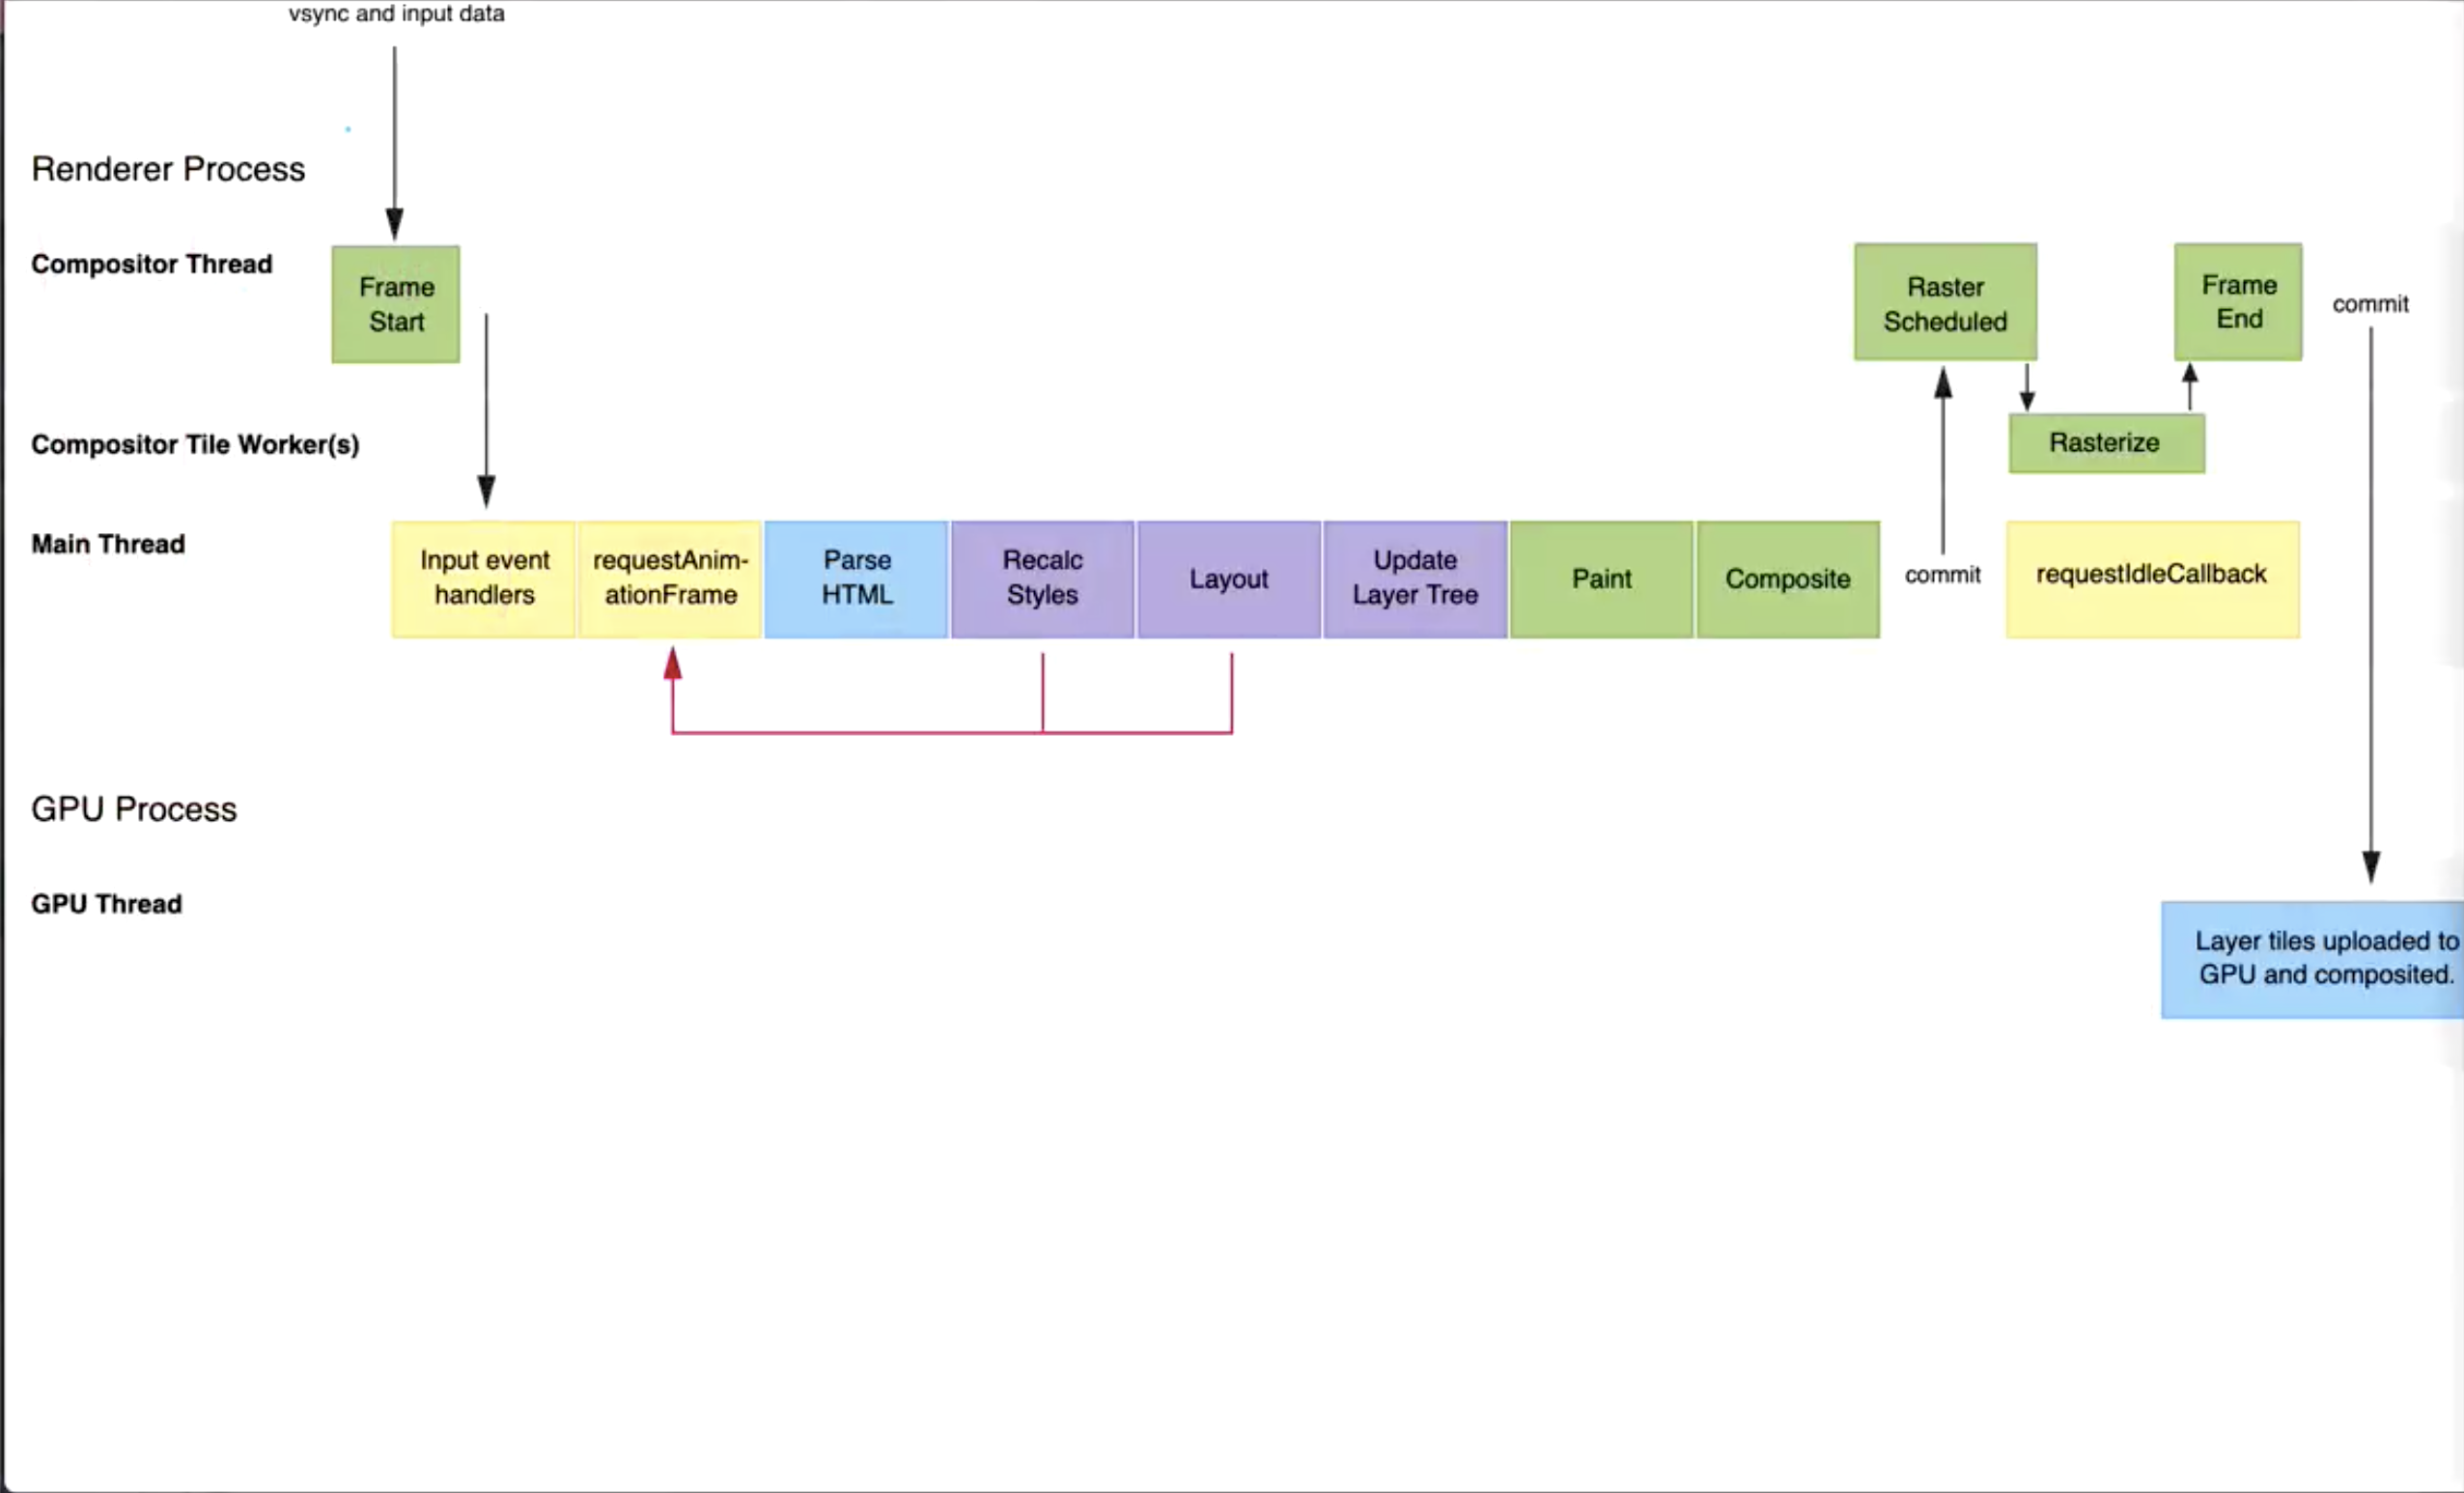 vsync and input data
Renderer Process
Compositor Thread
Frame
Start
Raster
Scheduled
Frame
End
commit
Compositor Tile Worker(s)
Rasterize
Main Thread
Input event
handlers
requestAnim-
ationFrame
Parse
HTML
Recalc
Styles
Layout
Update
Layer Tree
Paint
Composite
commit
requestIdleCallback
GPU Process
GPU Thread
Layer tiles uploaded to
GPU and composited.